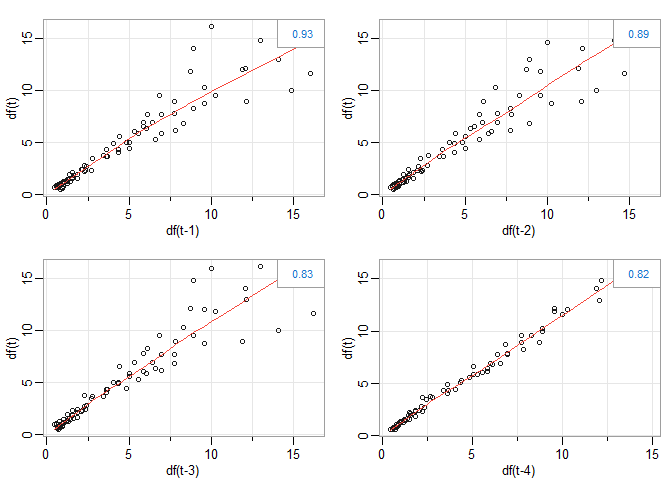 0.93
df(t)
0 5 10 15
0 5 10 15
df(t-1)
0.89
df(t)
0 5 10 15
0 5 10 15
df(t-2)
0.83
df(t)
0 5 10 15
0 5 10 15
df(t-3)
0.82
df(t)
0 5 10 15
0 5 10 15
df(t-4)